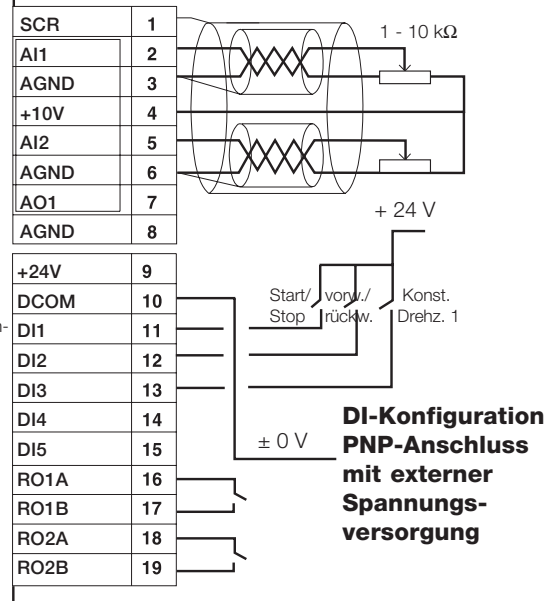 SCR 1
AI1 2
AGND 3
+10V 4
AI2 5
AGND 6
AO1 7
AGND 8
1 - 10 kΩ
+ 24 V
+24V 9
DCOM 10
DI1 11
DI2 12
DI3 13
DI4 14
DI5 15
RO1A 16
RO1B 17
RO2A 18
RO2B 19
Start/ vorw./ Konst.
Stop rückw. Drehz. 1
± 0 V
DI-Konfiguration
PNP-Anschluss
mit externer
Spannungs-
versorgung